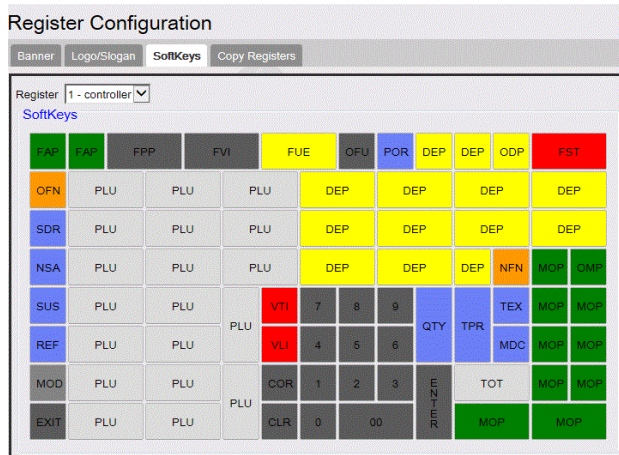 Register Configuration
Banner Logo/Slogan SoftKeys Copy Registers
Register 1 - controller
SoftKeys
FAP FAP FPP FVI FUE OFU POR DEP DEP ODP FST
OFN PLU PLU PLU DEP DEP DEP DEP
SDR PLU PLU PLU DEP DEP DEP DEP
NSA PLU PLU PLU DEP DEP DEP NFN MOP OMP
SUS PLU PLU PLU VTI 7 8 9 QTY TPR TEX MOP MOP
REF PLU PLU VLI 4 5 6 MDC MOP MOP
MOD PLU PLU PLU COR 1 2 3 ENTER TOT MOP MOP
EXIT PLU PLU CLR 0 00 MOP MOP